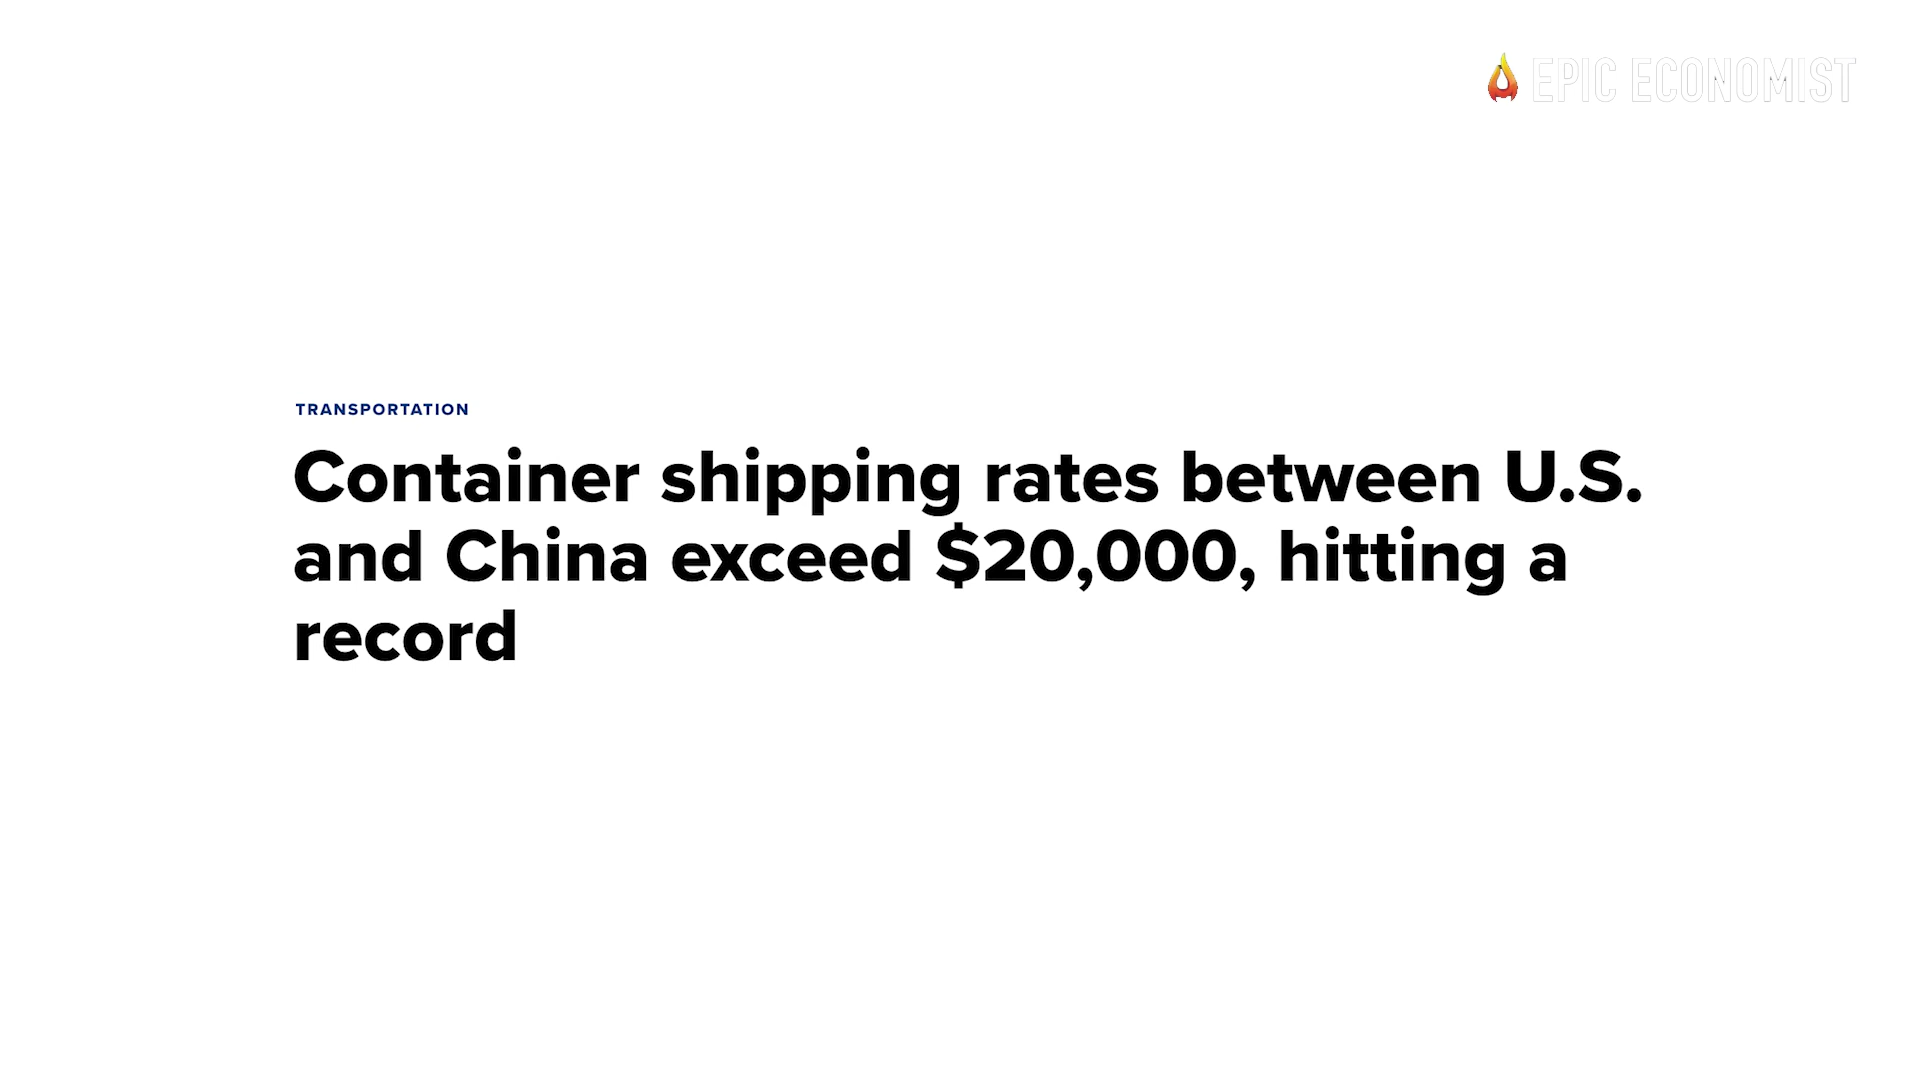 EPIC ECONOMIST
TRANSPORTATION
Container shipping rates between U.S.
and China exceed $20,000, hitting a
record